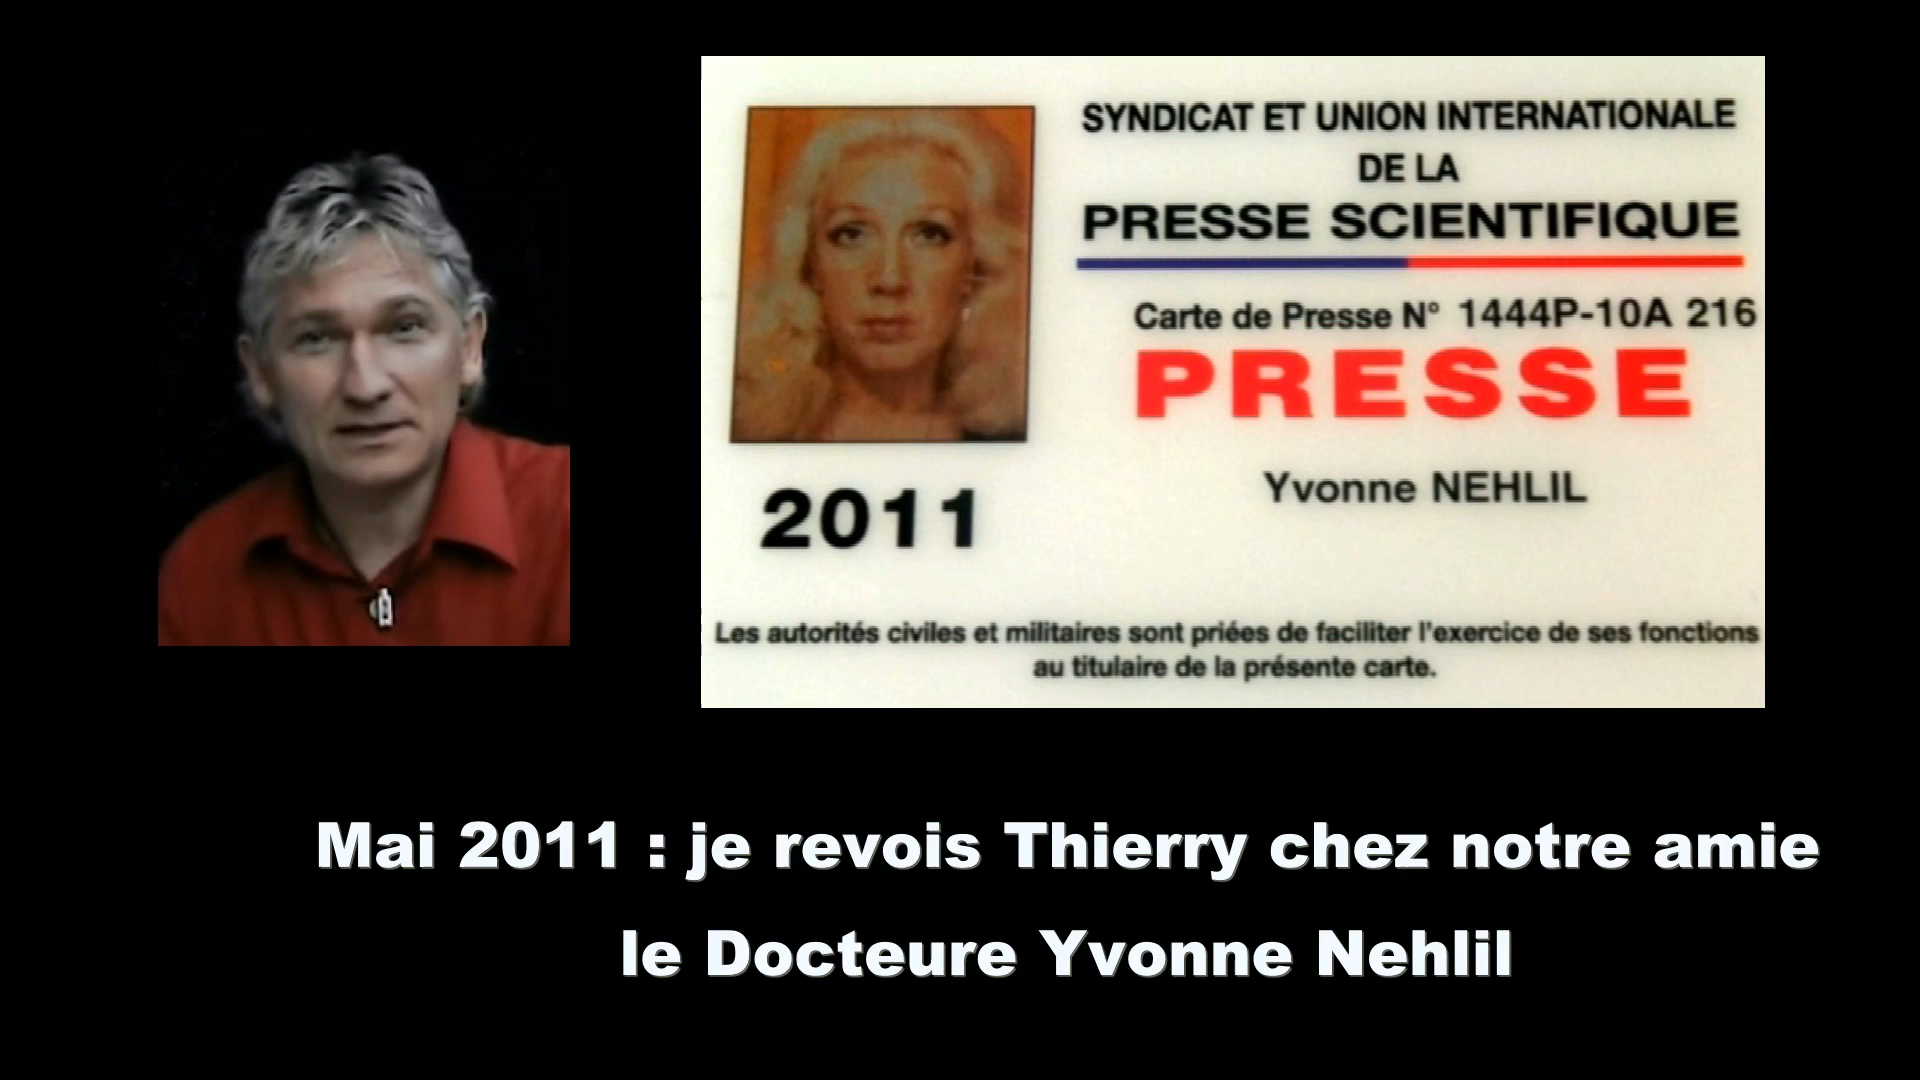 SYNDICAT ET UNION INTERNATIONALE
DE LA
PRESSE SCIENTIFIQUE
Carte de Presse N° 1444P-10A 216
PRESSE
Yvonne NEHLIL
2011
Les autorités civiles et militaires sont priées de faciliter l'exercice de ses fonctions
au titulaire de la présente carte.
Mai 2011 : je revois Thierry chez notre amie
le Docteure Yvonne Nehlil